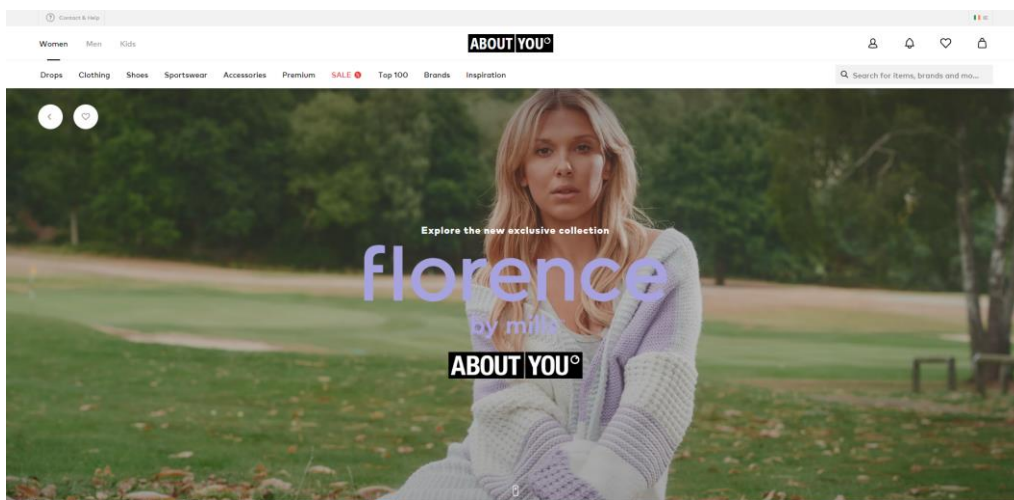 Contact & Help
Women Men Kids
ABOUT YOU°
Drops Clothing Shoes Sportswear Accessories Premium SALE Top 100 Brands Inspiration
Search for items, brands and mo...
Explore the new exclusive collection
florence
by mills
ABOUT YOU°